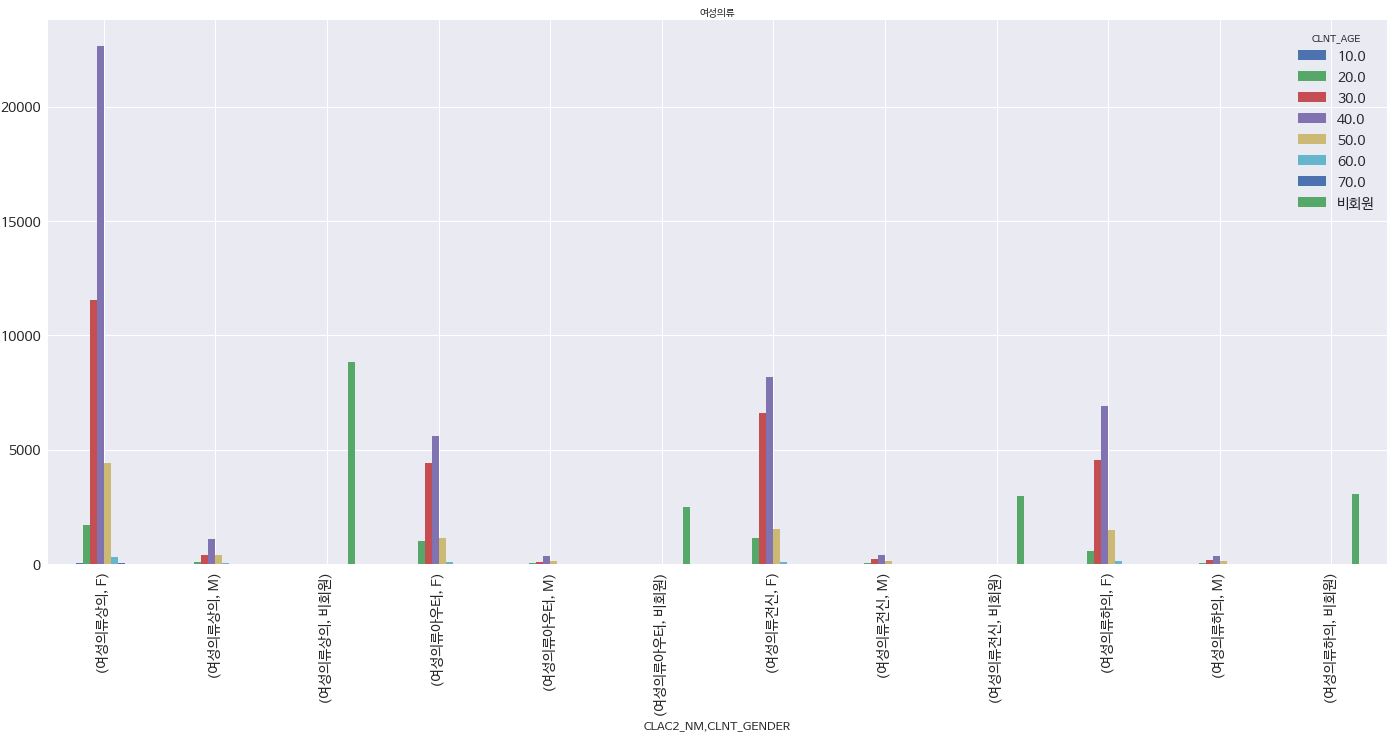 여성의류
CLNT_AGE
10.0
20.0
30.0
40.0
50.0
60.0
70.0
비회원
20000
15000
10000
5000
0
(여성의류상의, F)
(여성의류상의, M)
(여성의류상의, 비회원)
(여성의류아우터, F)
(여성의류아우터, M)
(여성의류아우터, 비회원)
(여성의류전신, F)
(여성의류전신, M)
(여성의류전신, 비회원)
(여성의류하의, F)
(여성의류하의, M)
(여성의류하의, 비회원)
CLAC2_NM,CLNT_GENDER